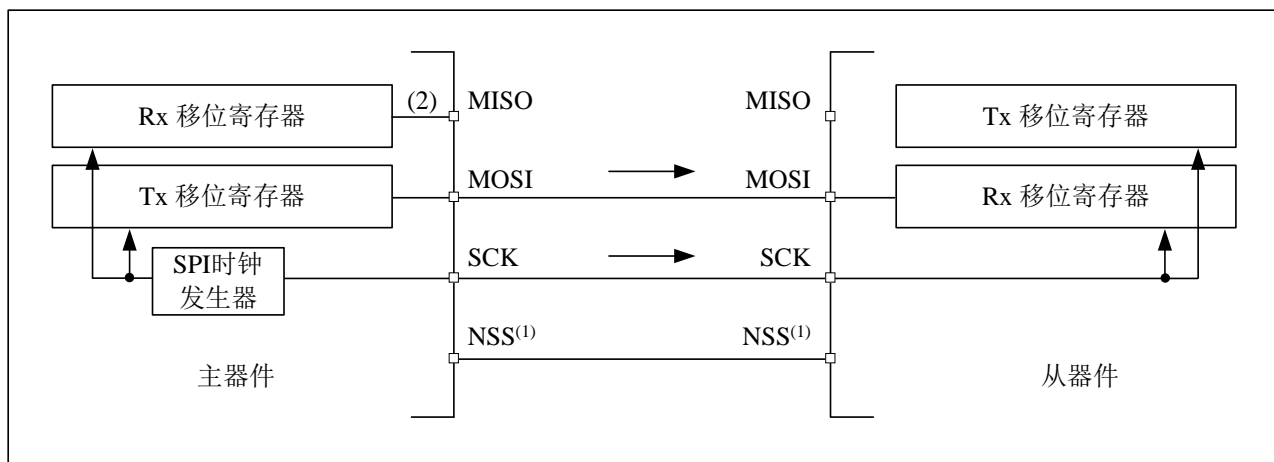 Rx 移位寄存器 (2) MISO MISO Tx 移位寄存器
Tx 移位寄存器 MOSI MOSI Rx 移位寄存器
SPI时钟
发生器
SCK SCK
NSS(1) NSS(1)
主器件 从器件